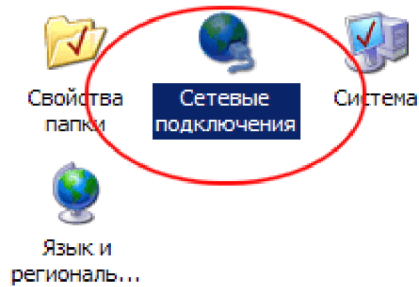 Свойства
папки
Сетевые
подключения
Система
Язык и
региональ...